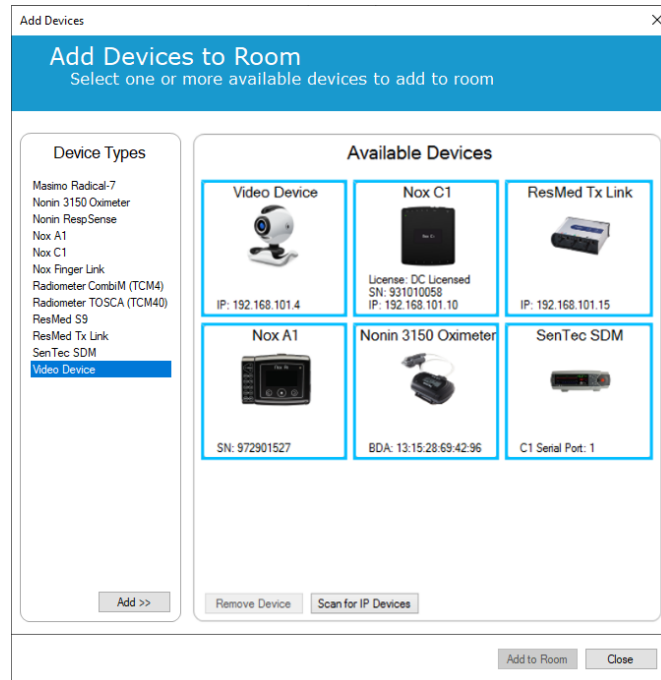 Add Devices
Add Devices to Room
Select one or more available devices to add to room
Device Types
Masimo Radical-7
Nonin 3150 Oximeter
Nonin RespSense
Nox A1
Nox C1
Nox Finger Link
Radiometer CombiM (TCM4)
Radiometer TOSCA (TCM40)
ResMed S9
ResMed Tx Link
SenTec SDM
Video Device
Add >>
Available Devices
Video Device
IP: 192.168.101.4
Nox C1
License: DC Licensed
SN: 931010058
IP: 192.168.101.10
ResMed Tx Link
IP: 192.168.101.15
Nox A1
SN: 972901527
Nonin 3150 Oximeter
BDA: 13:15:28:69:42:96
SenTec SDM
C1 Serial Port: 1
Remove Device
Scan for IP Devices
Add to Room
Close